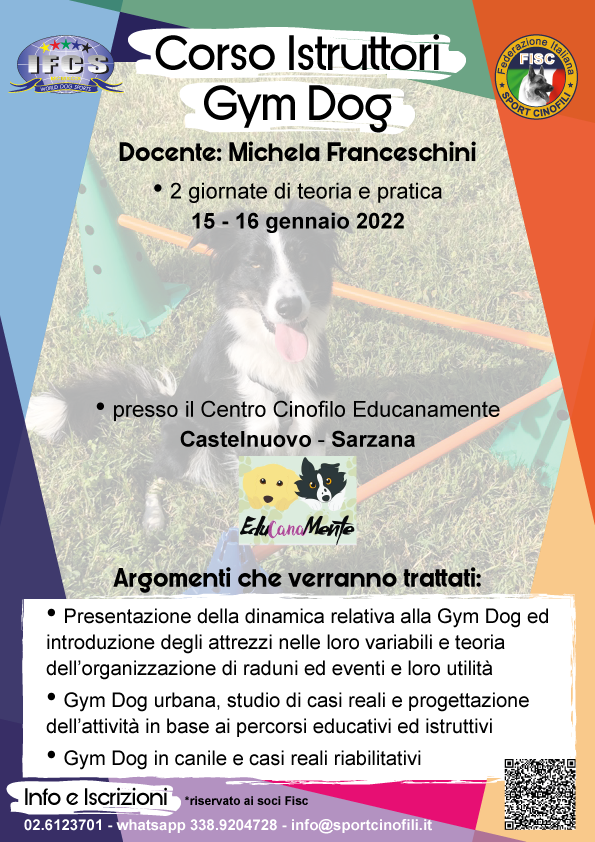 IFCS
WORLD DOG SPORTS
Corso Istruttori
Gym Dog
Federazione Italiana
FISC
SPORT CINOFILI
Docente: Michela Franceschini
• 2 giornate di teoria e pratica
15 - 16 gennaio 2022
• presso il Centro Cinofilo Educanamente
Castelnuovo - Sarzana
EduCanaMente
Argomenti che verranno trattati:
• Presentazione della dinamica relativa alla Gym Dog ed
introduzione degli attrezzi nelle loro variabili e teoria
dell'organizzazione di raduni ed eventi e loro utilità
• Gym Dog urbana, studio di casi reali e progettazione
dell'attività in base ai percorsi educativi ed istruttivi
• Gym Dog in canile e casi reali riabilitativi
Info e Iscrizioni *riservato ai soci Fisc
02.6123701 - whatsapp 338.9204728 - info@sportcinofili.it